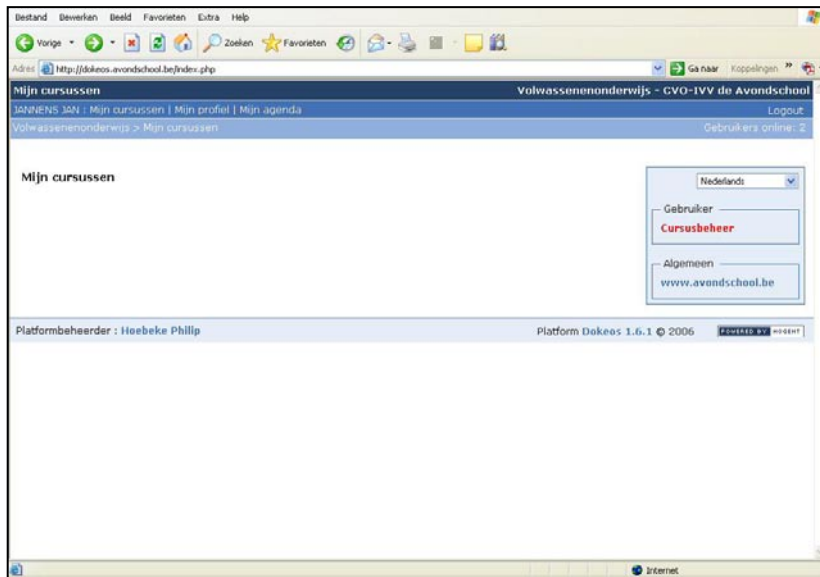 Bestand Bewerken Beeld Favorieten Extra Help
Vorige Zoeken Favorieten
Adres http://dokeos.avondschool.be/index.php Ga naar Koppelingen »
Mijn cursussen Volwassenenonderwijs - CVO-IVV de Avondschool
JANNENS JAN : Mijn cursussen | Mijn profiel | Mijn agenda Logout
Volwassenenonderwijs > Mijn cursussen Gebruikers online: 2
Mijn cursussen
Nederlands
Gebruiker
Cursusbeheer
Algemeen
www.avondschool.be
Platformbeheerder : Hoebeke Philip Platform Dokeos 1.6.1 © 2006 POWERED BY HOGENT
Internet